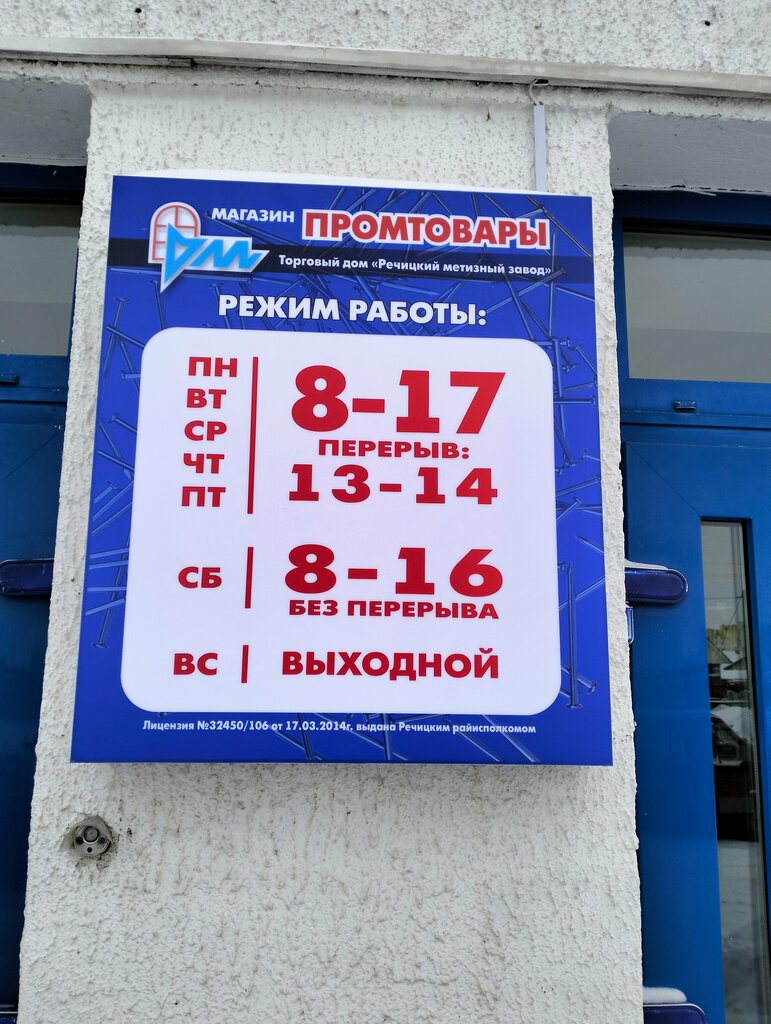 МАГАЗИН ПРОМТОВАРЫ
Торговый дом «Речицкий метизный завод»
РЕЖИМ РАБОТЫ:
ПН
ВТ
СР
ЧТ
ПТ
8-17
ПЕРЕРЫВ:
13-14
СБ
8-16
БЕЗ ПЕРЕРЫВА
ВС
ВЫХОДНОЙ
Лицензия №32450/106 от 17.03.2014г. выдана Речицким райисполкомом